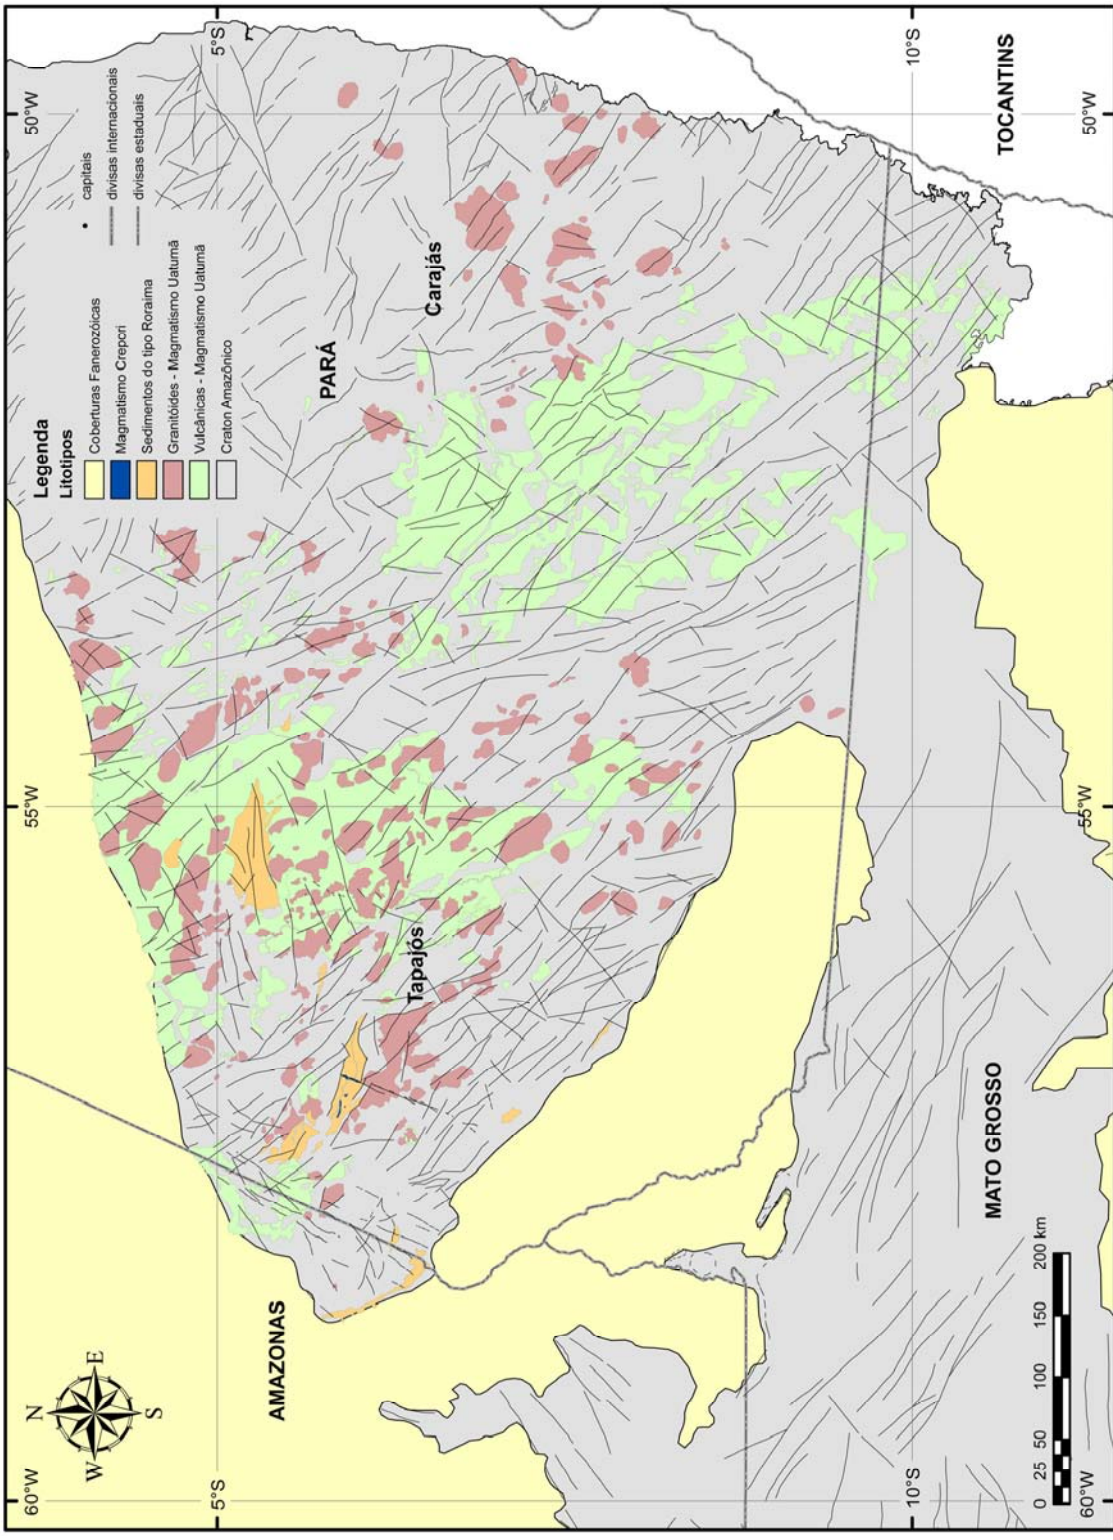 60°W
55°W
50°W
N
W
E
S
Legenda
Litotipos
Coberturas Fanerozóicas
Magmatismo Crepori
Sedimentos do tipo Roraima
Granitóides - Magmatismo Uatumã
Vulcânicas - Magmatismo Uatumã
Craton Amazônico
capitais
divisas internacionais
divisas estaduais
5°S
5°S
AMAZONAS
PARÁ
Tapajós
Carajás
10°S
10°S
MATO GROSSO
TOCANTINS
0 25 50 100 150 200 km
60°W
55°W
50°W